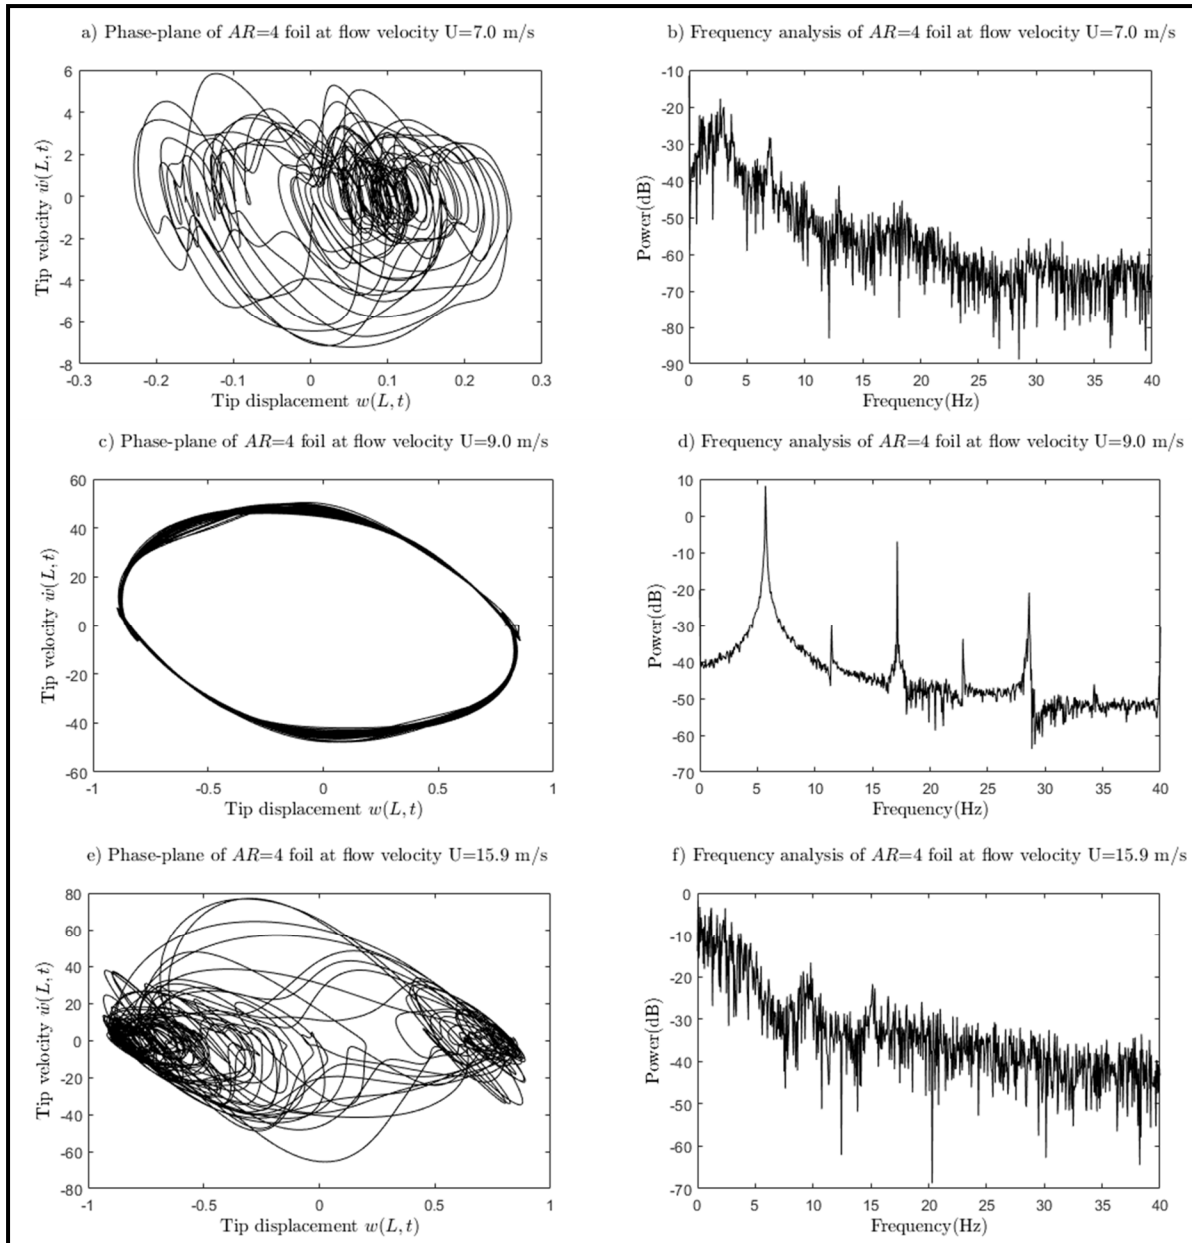 a) Phase-plane of AR=4 foil at flow velocity U=7.0 m/s
b) Frequency analysis of AR=4 foil at flow velocity U=7.0 m/s
6
4
2
0
-2
-4
-6
-8
Tip velocity ẇ(L, t)
-0.3 -0.2 -0.1 0 0.1 0.2 0.3
Tip displacement w(L, t)
-10
-20
-30
-40
-50
-60
-70
-80
-90
Power(dB)
0 5 10 15 20 25 30 35 40
Frequency(Hz)
c) Phase-plane of AR=4 foil at flow velocity U=9.0 m/s
d) Frequency analysis of AR=4 foil at flow velocity U=9.0 m/s
60
40
20
0
-20
-40
-60
Tip velocity ẇ(L, t)
-1 -0.5 0 0.5 1
Tip displacement w(L, t)
10
0
-10
-20
-30
-40
-50
-60
-70
Power(dB)
0 5 10 15 20 25 30 35 40
Frequency(Hz)
e) Phase-plane of AR=4 foil at flow velocity U=15.9 m/s
f) Frequency analysis of AR=4 foil at flow velocity U=15.9 m/s
80
60
40
20
0
-20
-40
-60
-80
Tip velocity ẇ(L, t)
-1 -0.5 0 0.5 1
Tip displacement w(L, t)
0
-10
-20
-30
-40
-50
-60
-70
Power(dB)
0 5 10 15 20 25 30 35 40
Frequency(Hz)